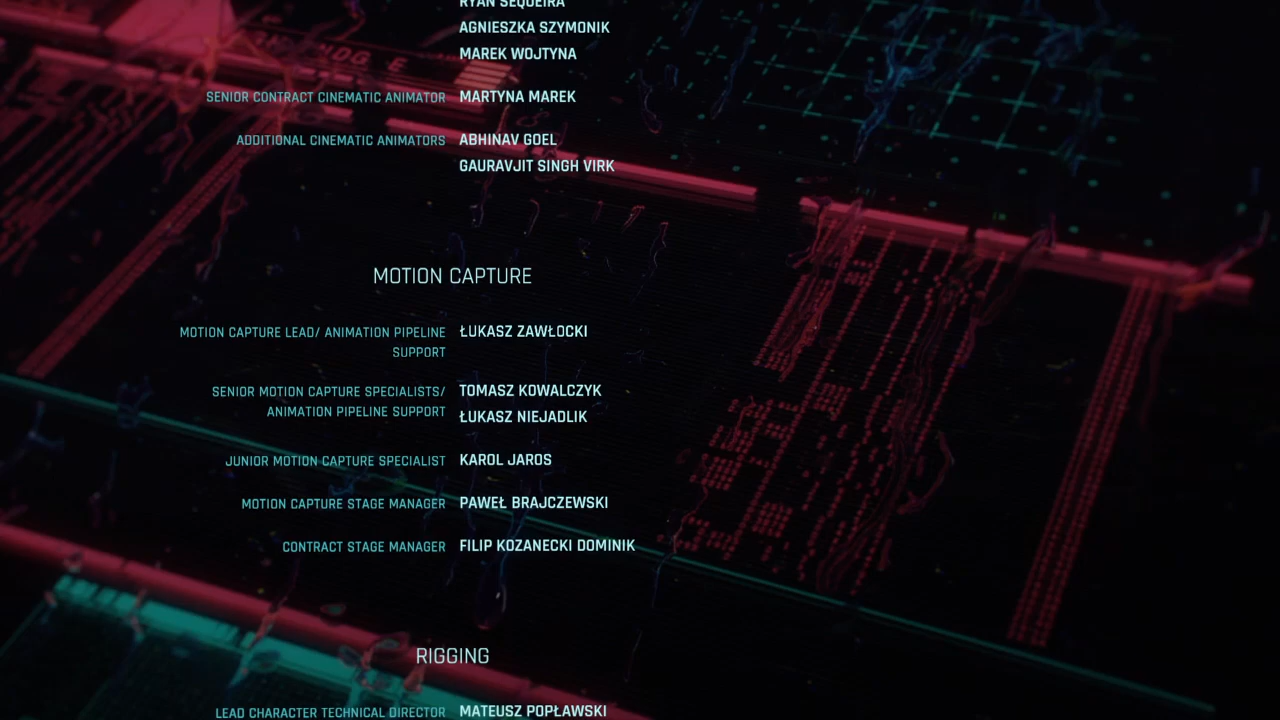 RYAN SEQUEIRA
AGNIESZKA SZYMONIK
MAREK WOJTYNA
SENIOR CONTRACT CINEMATIC ANIMATOR MARTYNA MAREK
ADDITIONAL CINEMATIC ANIMATORS ABHINAV GOEL
GAURAVJIT SINGH VIRK
MOTION CAPTURE
MOTION CAPTURE LEAD/ ANIMATION PIPELINE ŁUKASZ ZAWŁOCKI
SUPPORT
SENIOR MOTION CAPTURE SPECIALISTS/ TOMASZ KOWALCZYK
ANIMATION PIPELINE SUPPORT ŁUKASZ NIEJADLIK
JUNIOR MOTION CAPTURE SPECIALIST KAROL JAROS
MOTION CAPTURE STAGE MANAGER PAWEŁ BRAJCZEWSKI
CONTRACT STAGE MANAGER FILIP KOZANECKI DOMINIK
RIGGING
LEAD CHARACTER TECHNICAL DIRECTOR MATEUSZ POPŁAWSKI